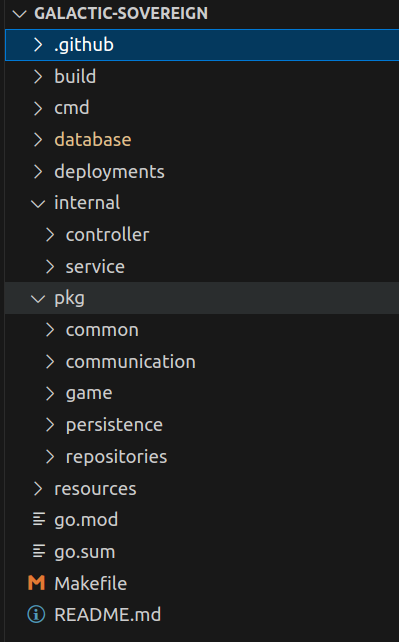 GALACTIC-SOVEREIGN
.github
build
cmd
database
deployments
internal
controller
service
pkg
common
communication
game
persistence
repositories
resources
go.mod
go.sum
Makefile
README.md